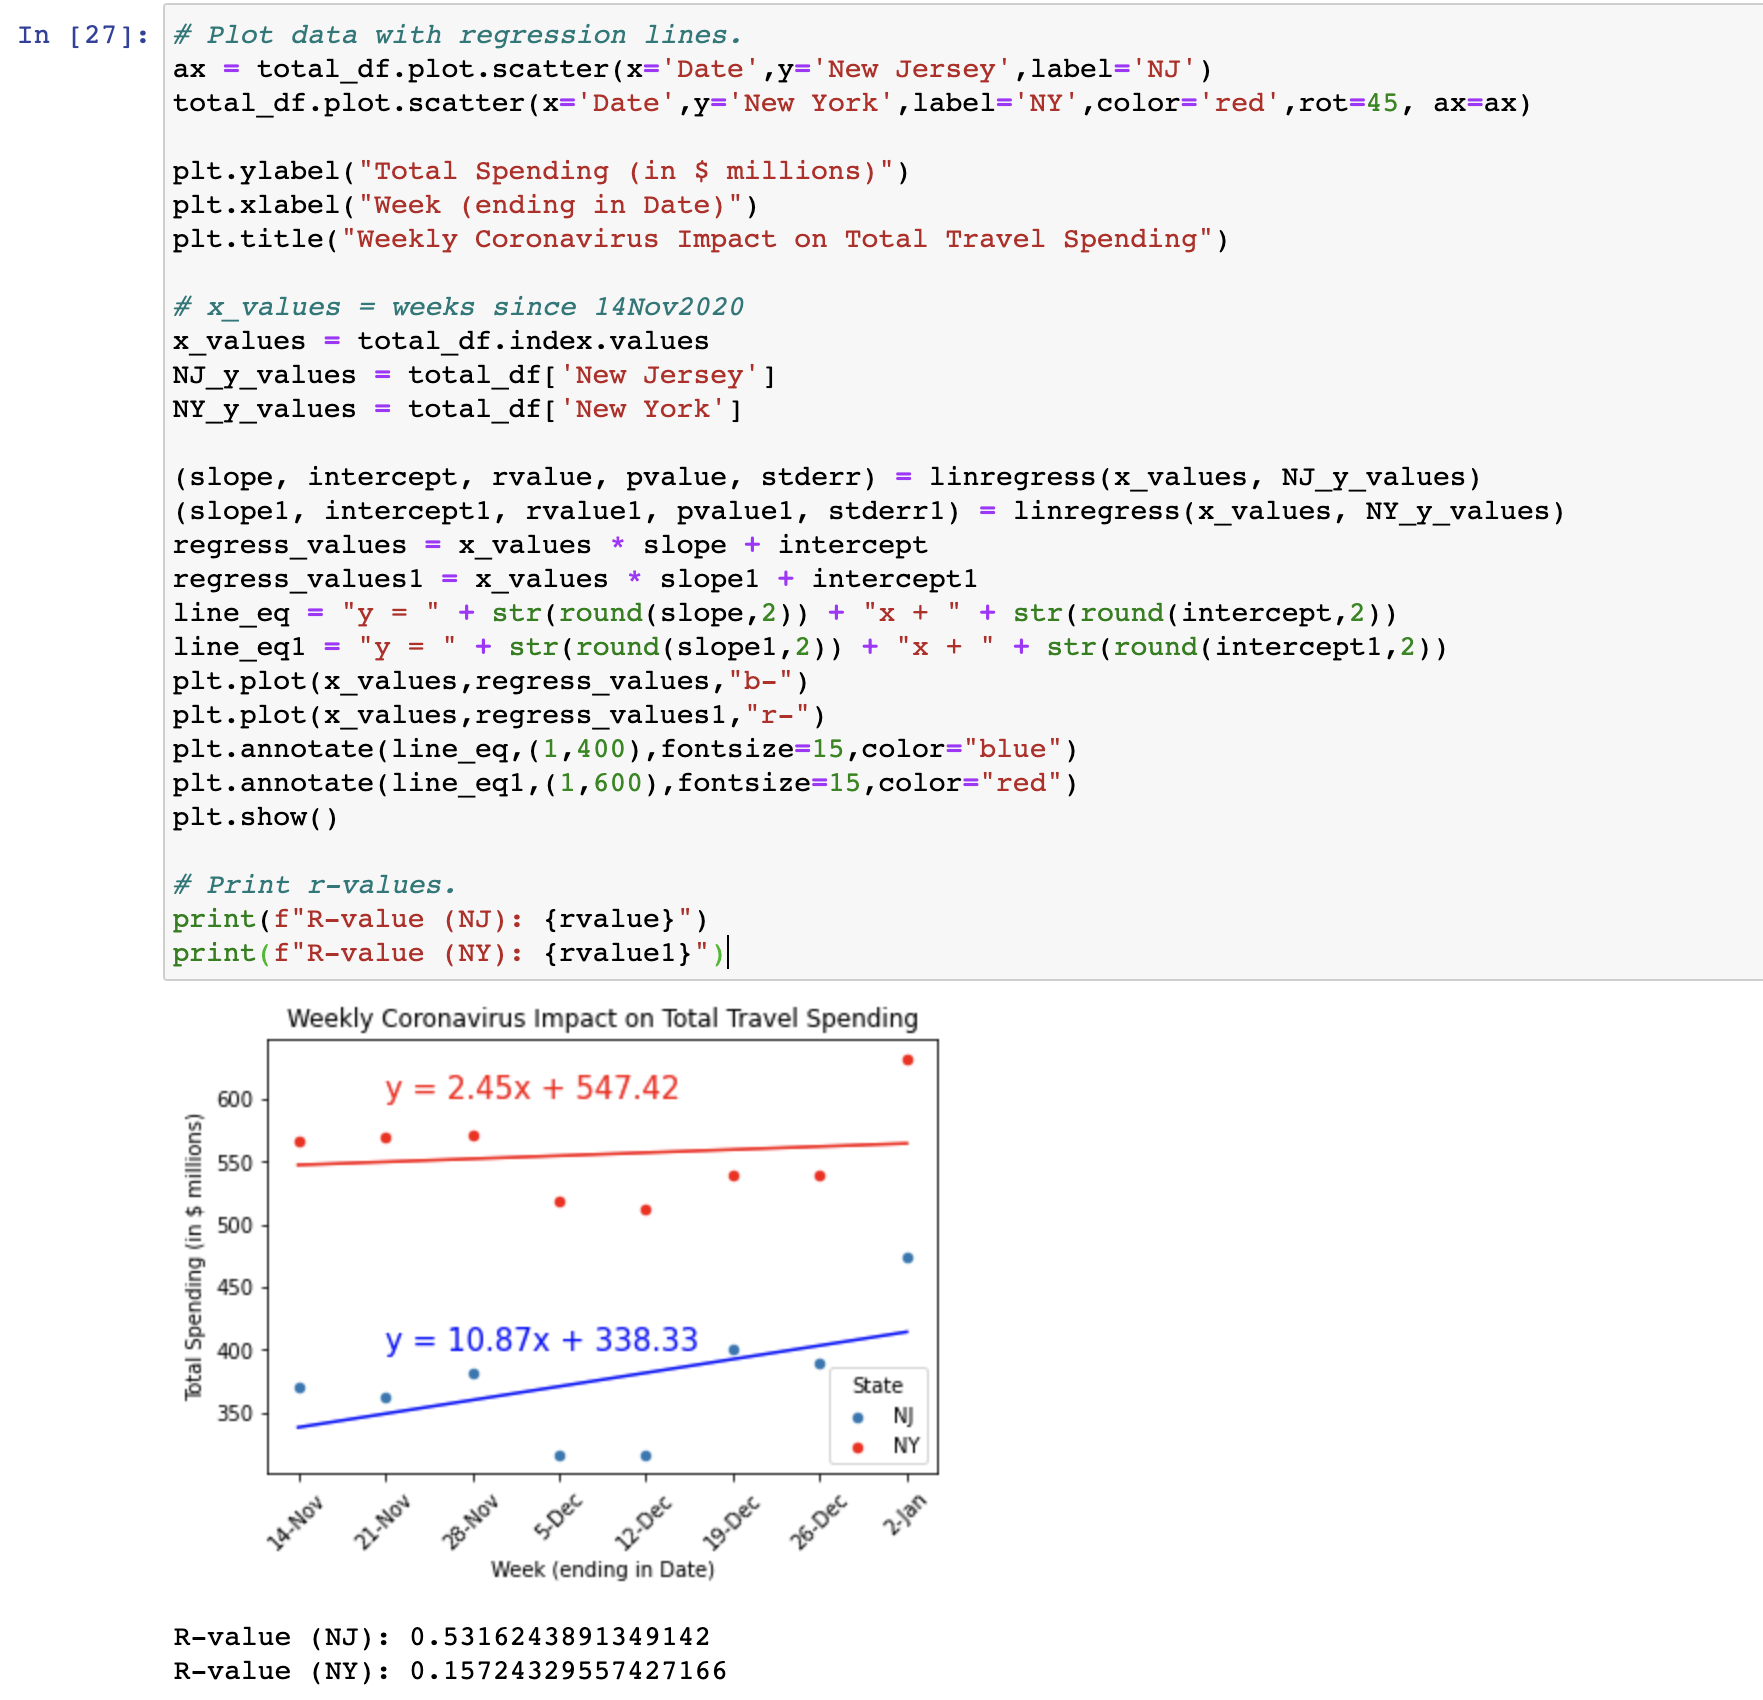 In [27]:
# Plot data with regression lines.
ax = total_df.plot.scatter(x='Date',y='New Jersey',label='NJ')
total_df.plot.scatter(x='Date',y='New York',label='NY',color='red',rot=45, ax=ax)
plt.ylabel("Total Spending (in $ millions)")
plt.xlabel("Week (ending in Date)")
plt.title("Weekly Coronavirus Impact on Total Travel Spending")
# x_values = weeks since 14Nov2020
x_values = total_df.index.values
NJ_y_values = total_df['New Jersey']
NY_y_values = total_df['New York']
(slope, intercept, rvalue, pvalue, stderr) = linregress(x_values, NJ_y_values)
(slope1, intercept1, rvalue1, pvalue1, stderr1) = linregress(x_values, NY_y_values)
regress_values = x_values * slope + intercept
regress_values1 = x_values * slope1 + intercept1
line_eq = "y = " + str(round(slope,2)) + "x + " + str(round(intercept,2))
line_eq1 = "y = " + str(round(slope1,2)) + "x + " + str(round(intercept1,2))
plt.plot(x_values,regress_values,"b-")
plt.plot(x_values,regress_values1,"r-")
plt.annotate(line_eq,(1,400),fontsize=15,color="blue")
plt.annotate(line_eq1,(1,600),fontsize=15,color="red")
plt.show()
# Print r-values.
print(f"R-value (NJ): {rvalue}")
print(f"R-value (NY): {rvalue1}")
Weekly Coronavirus Impact on Total Travel Spending
Total Spending (in $ millions)
600
550
500
450
400
350
y = 2.45x + 547.42
y = 10.87x + 338.33
State
NJ
NY
14-Nov
21-Nov
28-Nov
5-Dec
12-Dec
19-Dec
26-Dec
2-Jan
Week (ending in Date)
R-value (NJ): 0.5316243891349142
R-value (NY): 0.15724329557427166